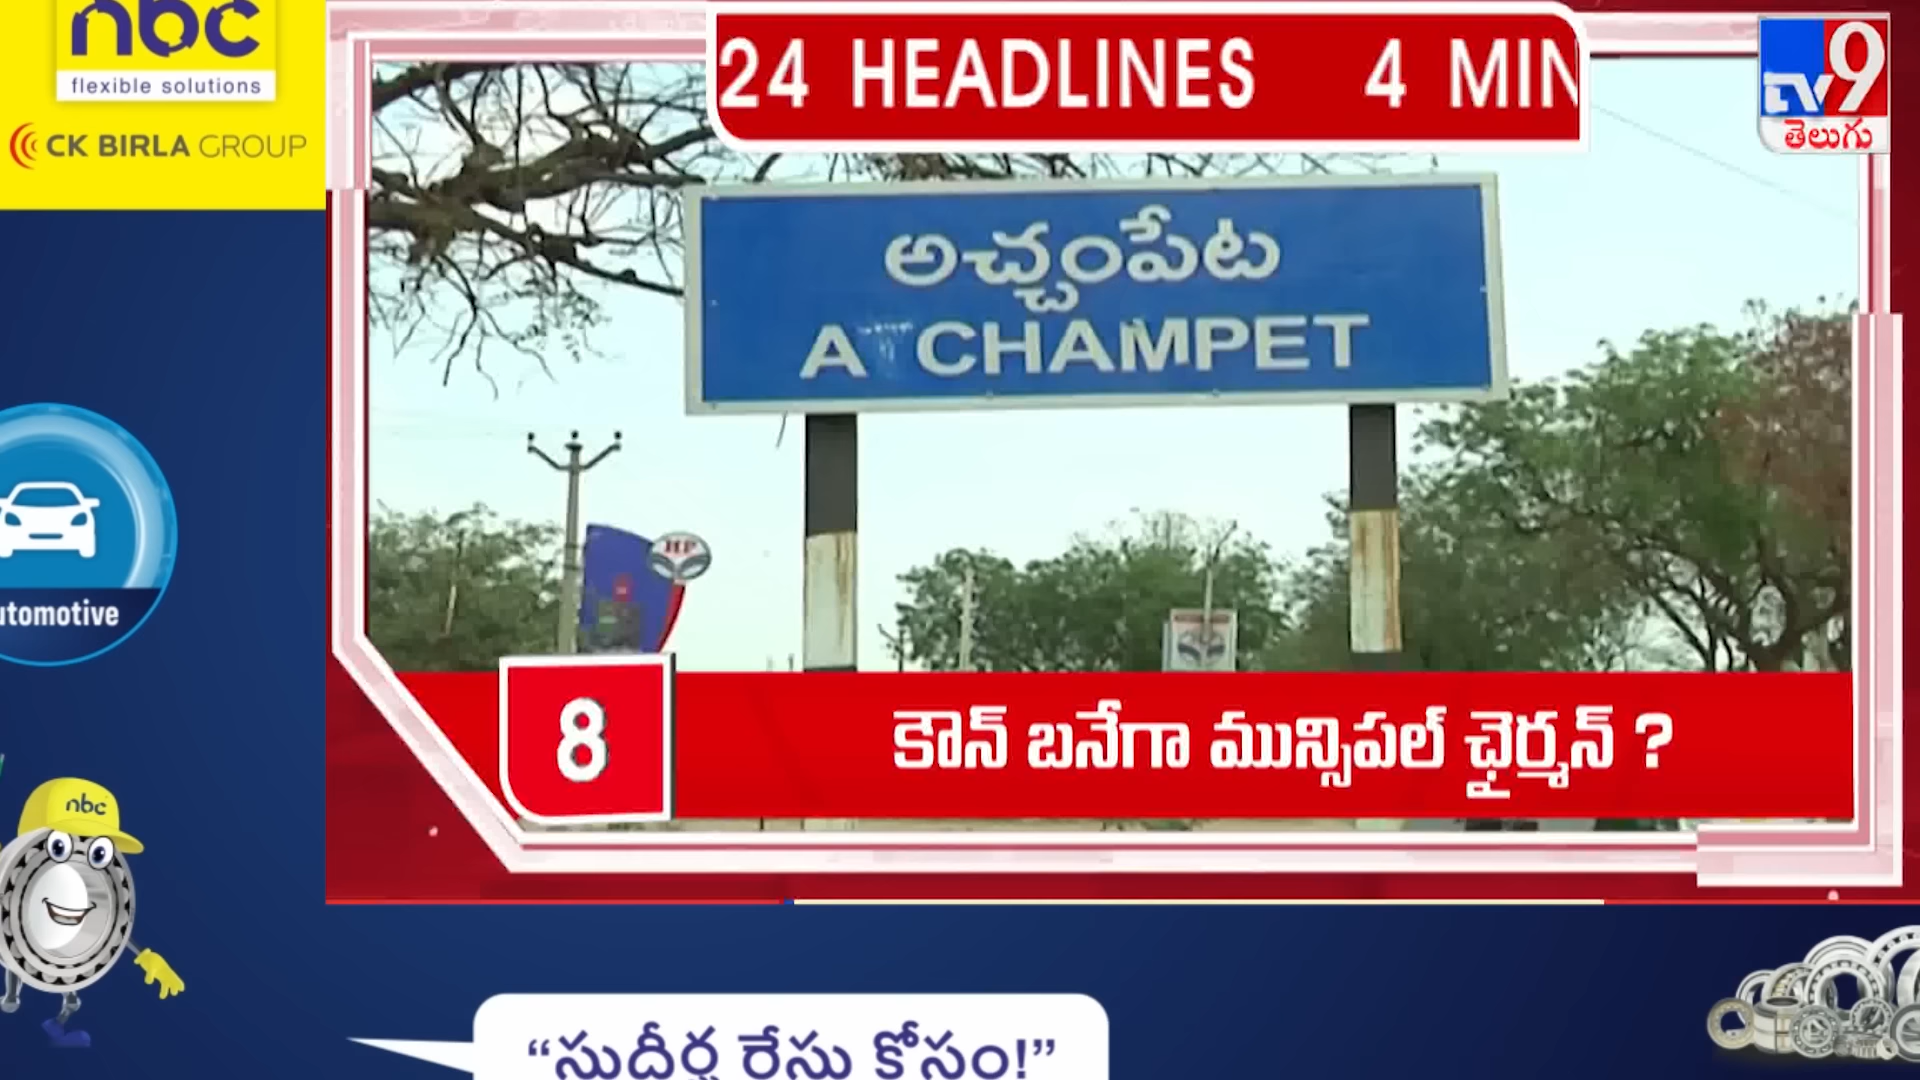 nbc
flexible solutions
CK BIRLA GROUP
24 HEADLINES 4 MIN
TV9
తెలుగు
అచ్చంపేట
A CHAMPET
HP
utomotive
8
కౌన్ బనేగా మున్సిపల్ ఛైర్మన్ ?
nbc
“సుదీర్ఘ రేసు కోసం!”